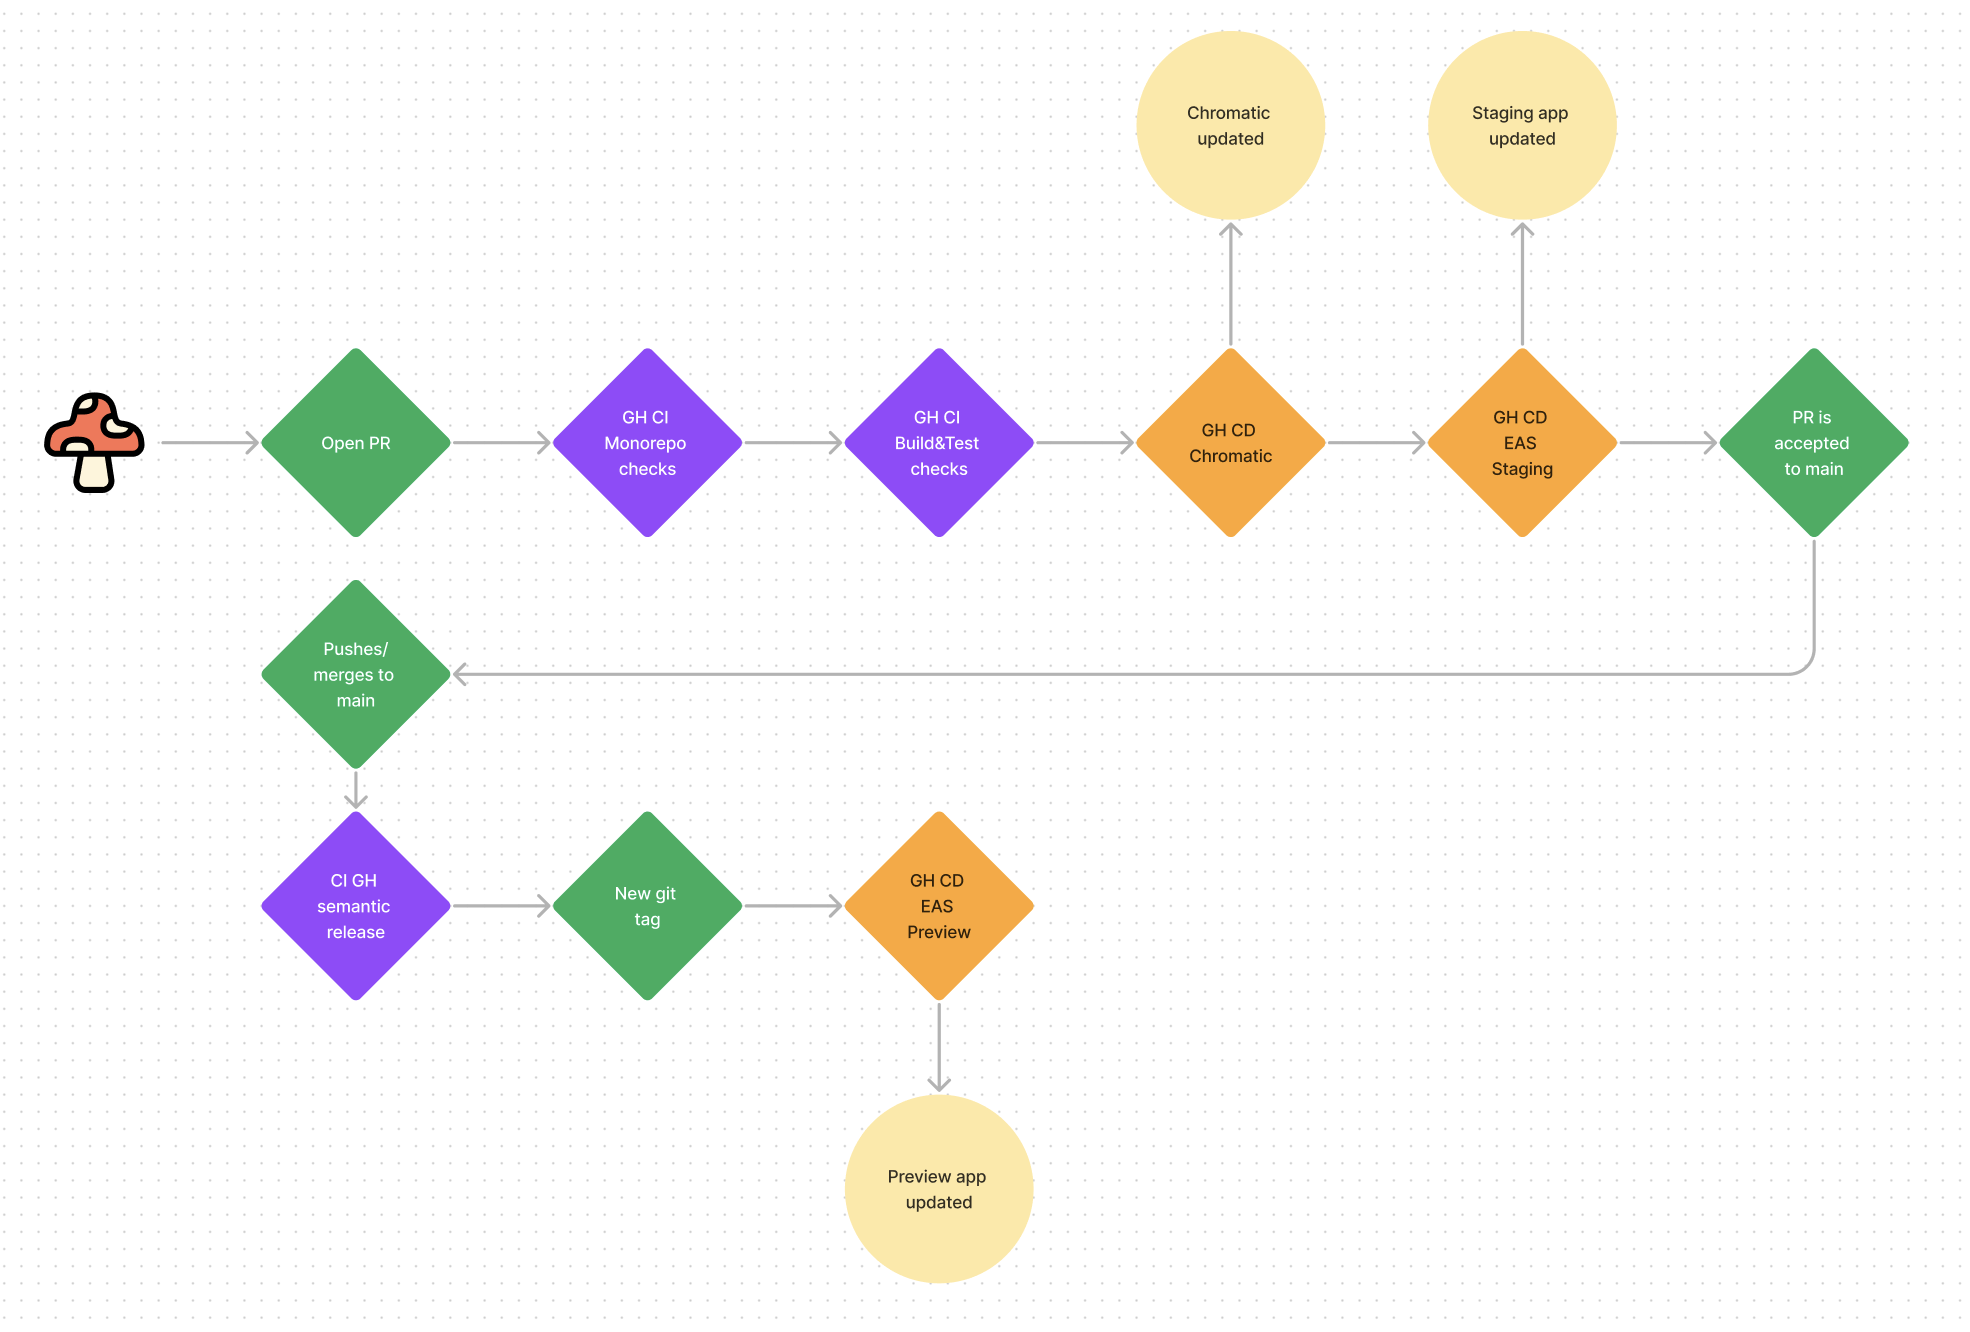 Chromatic
updated
Staging app
updated
Open PR
GH CI
Monorepo
checks
GH CI
Build&Test
checks
GH CD
Chromatic
GH CD
EAS
Staging
PR is
accepted
to main
Pushes/
merges to
main
CI GH
semantic
release
New git
tag
GH CD
EAS
Preview
Preview app
updated